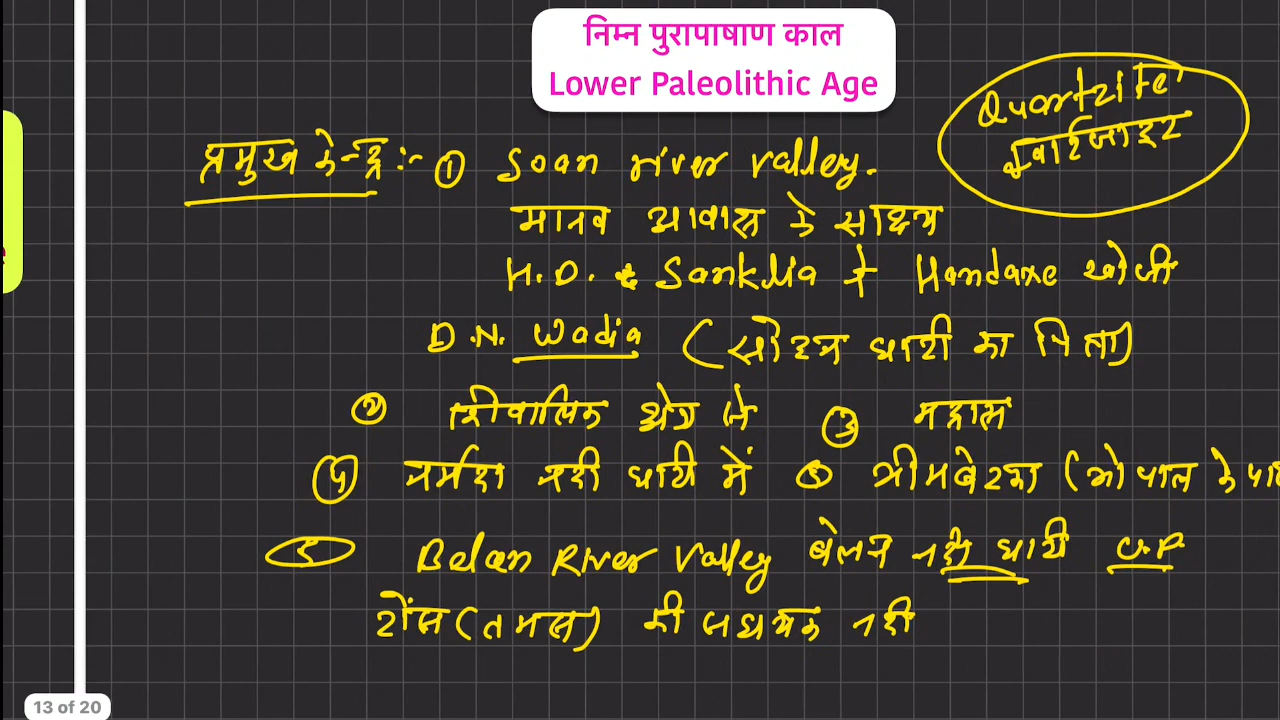 निम्न पुरापाषाण काल
Lower Paleolithic Age
Quartzite
क्वार्टजाइट
प्रमुख केन्द्र :- ① Soan river valley.
मानव आवास के साक्ष्य
H.D. Sankalia ने Handaxe खोजी
D.N. Wadia (सोहन घाटी का पिता)
② शिवालिक क्षेत्र से ③ मद्रास
④ नर्मदा नदी घाटी में भीमबेटका (भोपाल के पा
Belan River Valley बेलन नदी घाटी U.P.
टोंस (तमस) की सहायक नदी
13 of 20